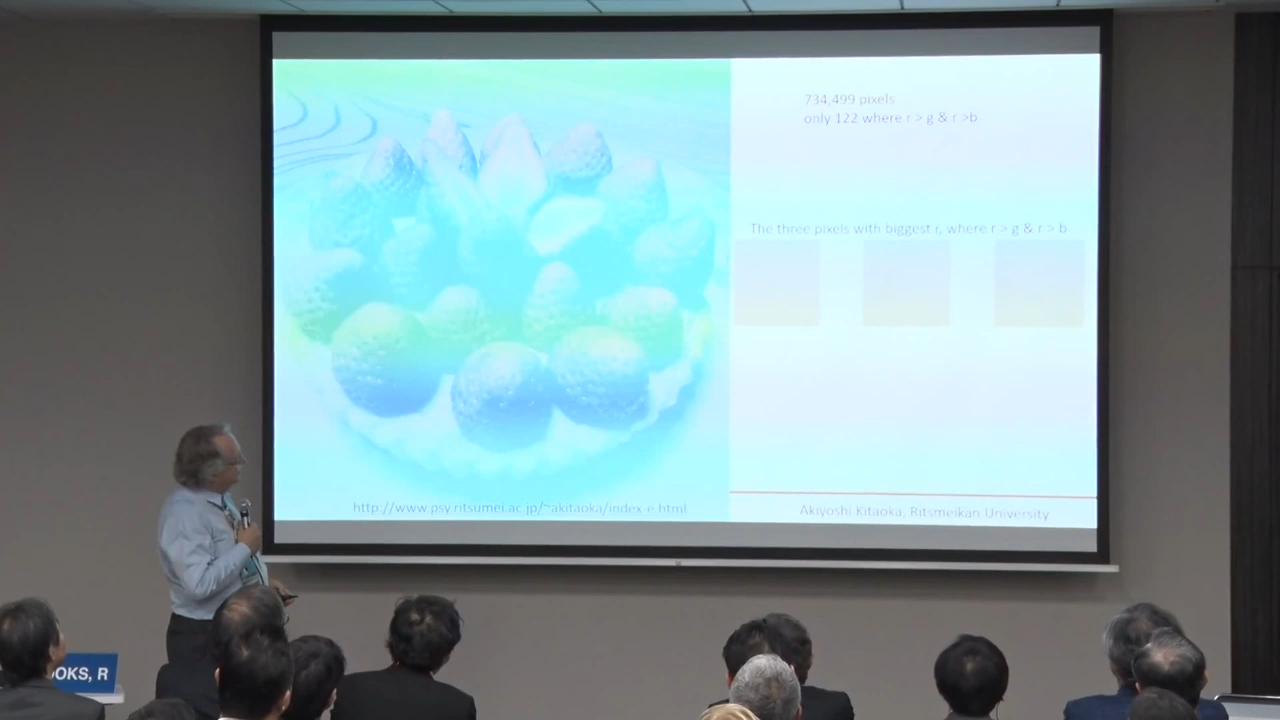 734,499 pixels
only 122 where r > g & r >b
The three pixels with biggest r, where r > g & r > b
http://www.psy.ritsumei.ac.jp/~akitaoka/index-e.html
Akiyoshi Kitaoka, Ritsmeikan University
OKS, R